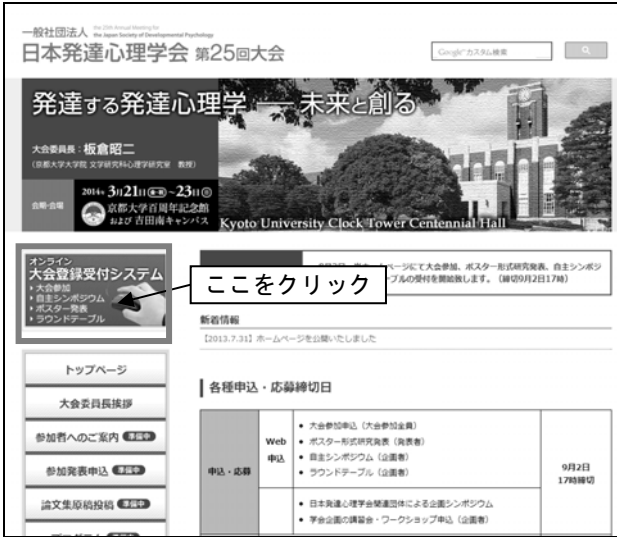 一般社団法人 the 25th Annual Meeting for the Japan Society of Developmental Psychology
日本発達心理学会 第25回大会
Google™カスタム検索
発達する発達心理学 ― 未来と創る
大会委員長：板倉昭二
（京都大学大学院 文学研究科心理学研究室 教授）
会期・会場
2014年 3月21日～23日
京都大学百周年記念館
および 吉田南キャンパス
Kyoto University Clock Tower Centennial Hall
オンライン
大会登録受付システム
大会参加
自主シンポジウム
ポスター発表
ラウンドテーブル
ここをクリック
ページにて大会参加、ポスター形式研究発表、自主シンポジ
ーブルの受付を開始致します。（締切9月2日17時）
新着情報
【2013.7.31】ホームページを公開いたしました
トップページ
大会委員長挨拶
参加者へのご案内 準備中
参加発表申込 準備中
論文集原稿投稿 準備中
各種申込・応募締切日
申込・応募
Web
申込
• 大会参加申込（大会参加全員）
• ポスター形式研究発表（発表者）
• 自主シンポジウム（企画者）
• ラウンドテーブル（企画者）
9月2日
17時締切
• 日本発達心理学会関連団体による企画シンポジウム
• 学会企画の講習会・ワークショップ申込（企画者）